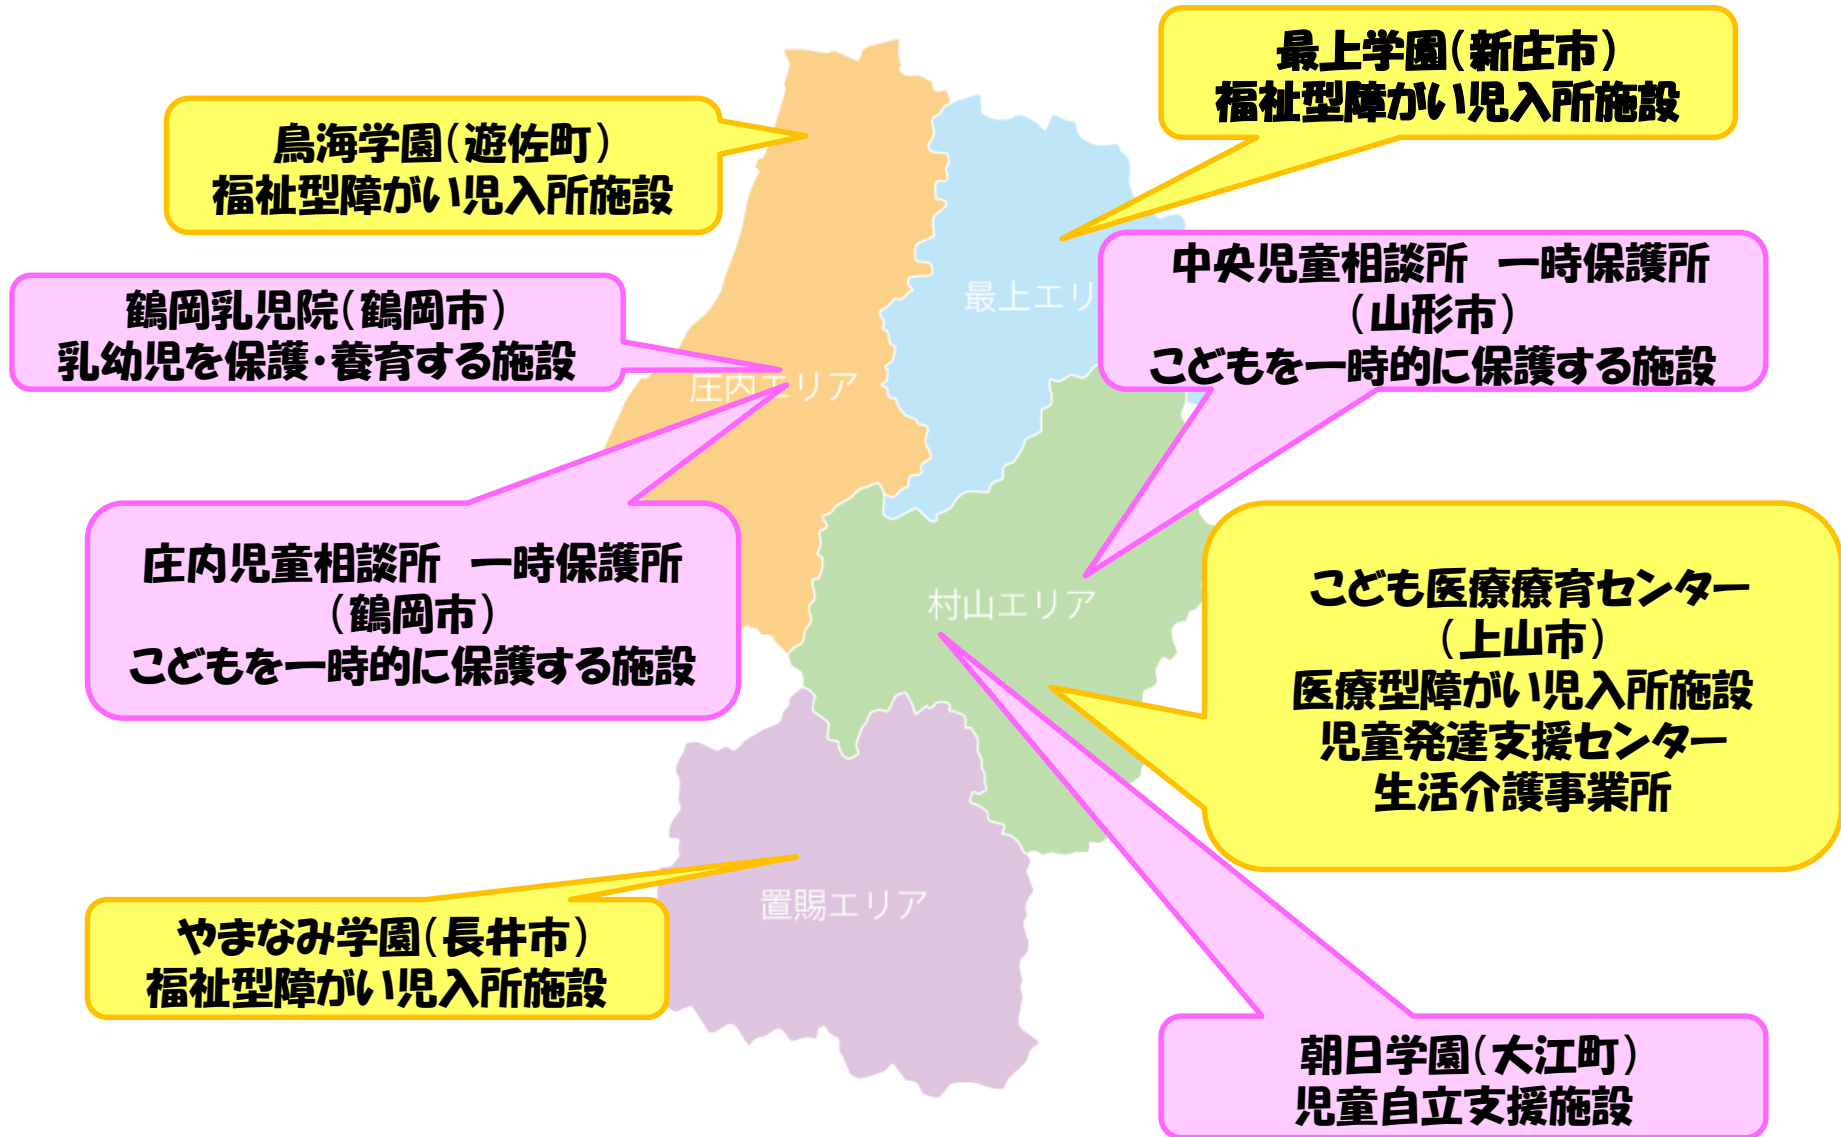 最上学園(新庄市)
福祉型障がい児入所施設
鳥海学園(遊佐町)
福祉型障がい児入所施設
中央児童相談所　一時保護所
(山形市)
こどもを一時的に保護する施設
鶴岡乳児院(鶴岡市)
乳幼児を保護・養育する施設
最上エリ
庄内エリア
庄内児童相談所　一時保護所
(鶴岡市)
こどもを一時的に保護する施設
村山エリア
こども医療療育センター
(上山市)
医療型障がい児入所施設
児童発達支援センター
生活介護事業所
置賜エリア
やまなみ学園(長井市)
福祉型障がい児入所施設
朝日学園(大江町)
児童自立支援施設